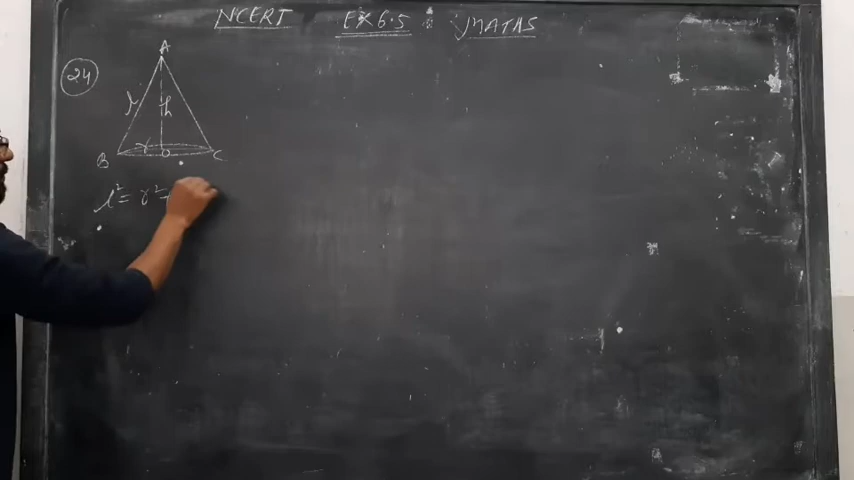 NCERT EX 6.5 : MATHS
24
A
l h
r
B O C
l² = r² +